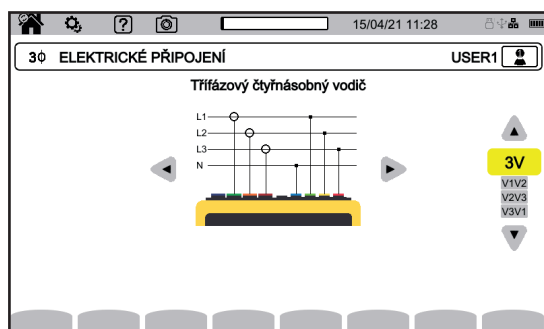 15/04/21 11:28
3Φ ELEKTRICKÉ PŘIPOJENÍ USER1
Třífázový čtyřnásobný vodič
L1
L2
L3
N
3V
V1V2
V2V3
V3V1